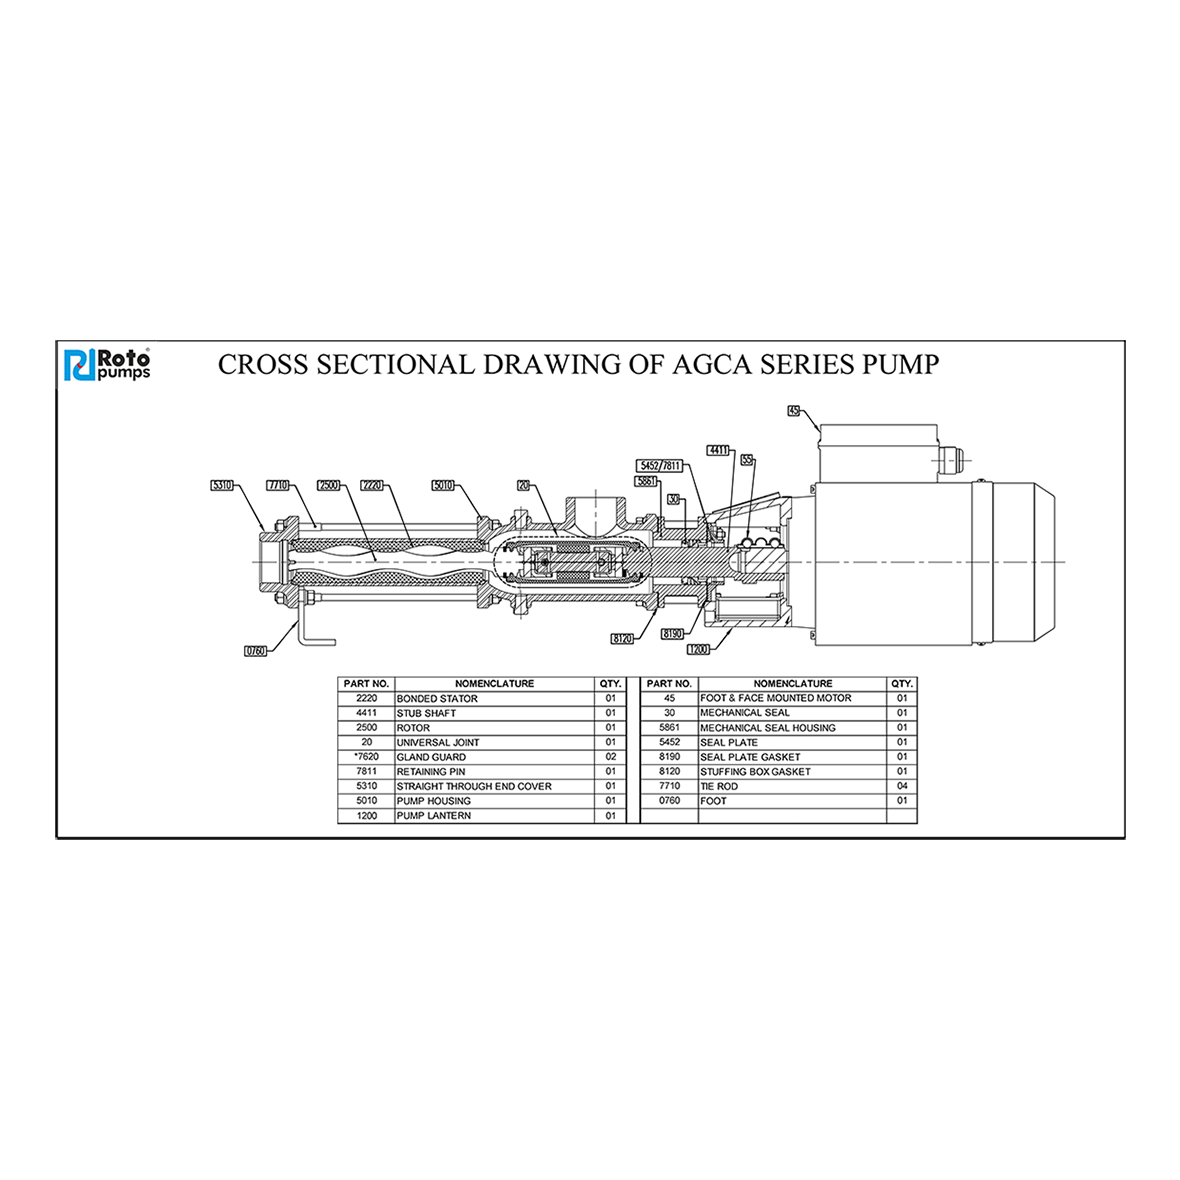 Roto®
pumps
CROSS SECTIONAL DRAWING OF AGCA SERIES PUMP
45
4411
55
5452/7811
5861
30
5310
7710
2500
2220
5010
20
8120
8190
1200
0760
PART NO. NOMENCLATURE QTY. PART NO. NOMENCLATURE QTY.
2220 BONDED STATOR 01 45 FOOT & FACE MOUNTED MOTOR 01
4411 STUB SHAFT 01 30 MECHANICAL SEAL 01
2500 ROTOR 01 5861 MECHANICAL SEAL HOUSING 01
20 UNIVERSAL JOINT 01 5452 SEAL PLATE 01
*7620 GLAND GUARD 02 8190 SEAL PLATE GASKET 01
7811 RETAINING PIN 01 8120 STUFFING BOX GASKET 01
5310 STRAIGHT THROUGH END COVER 01 7710 TIE ROD 04
5010 PUMP HOUSING 01 0760 FOOT 01
1200 PUMP LANTERN 01